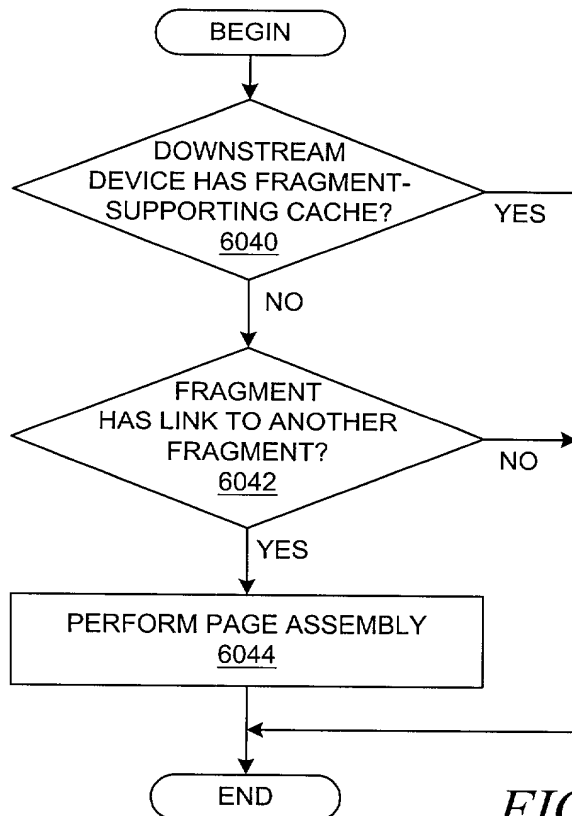 BEGIN
DOWNSTREAM
DEVICE HAS FRAGMENT-
SUPPORTING CACHE?
6040
YES
NO
FRAGMENT
HAS LINK TO ANOTHER
FRAGMENT?
6042
NO
YES
PERFORM PAGE ASSEMBLY
6044
END